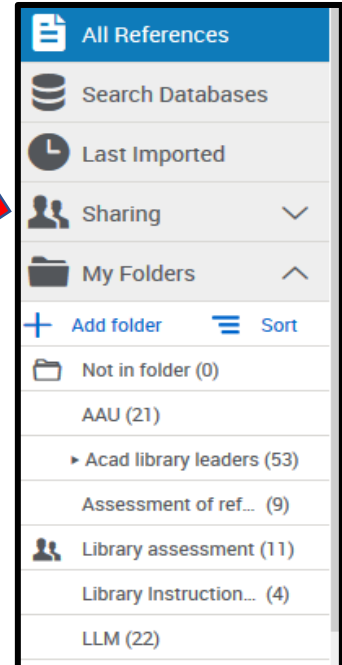 All References
Search Databases
Last Imported
Sharing
My Folders
Add folder Sort
Not in folder (0)
AAU (21)
Acad library leaders (53)
Assessment of ref... (9)
Library assessment (11)
Library Instruction... (4)
LLM (22)